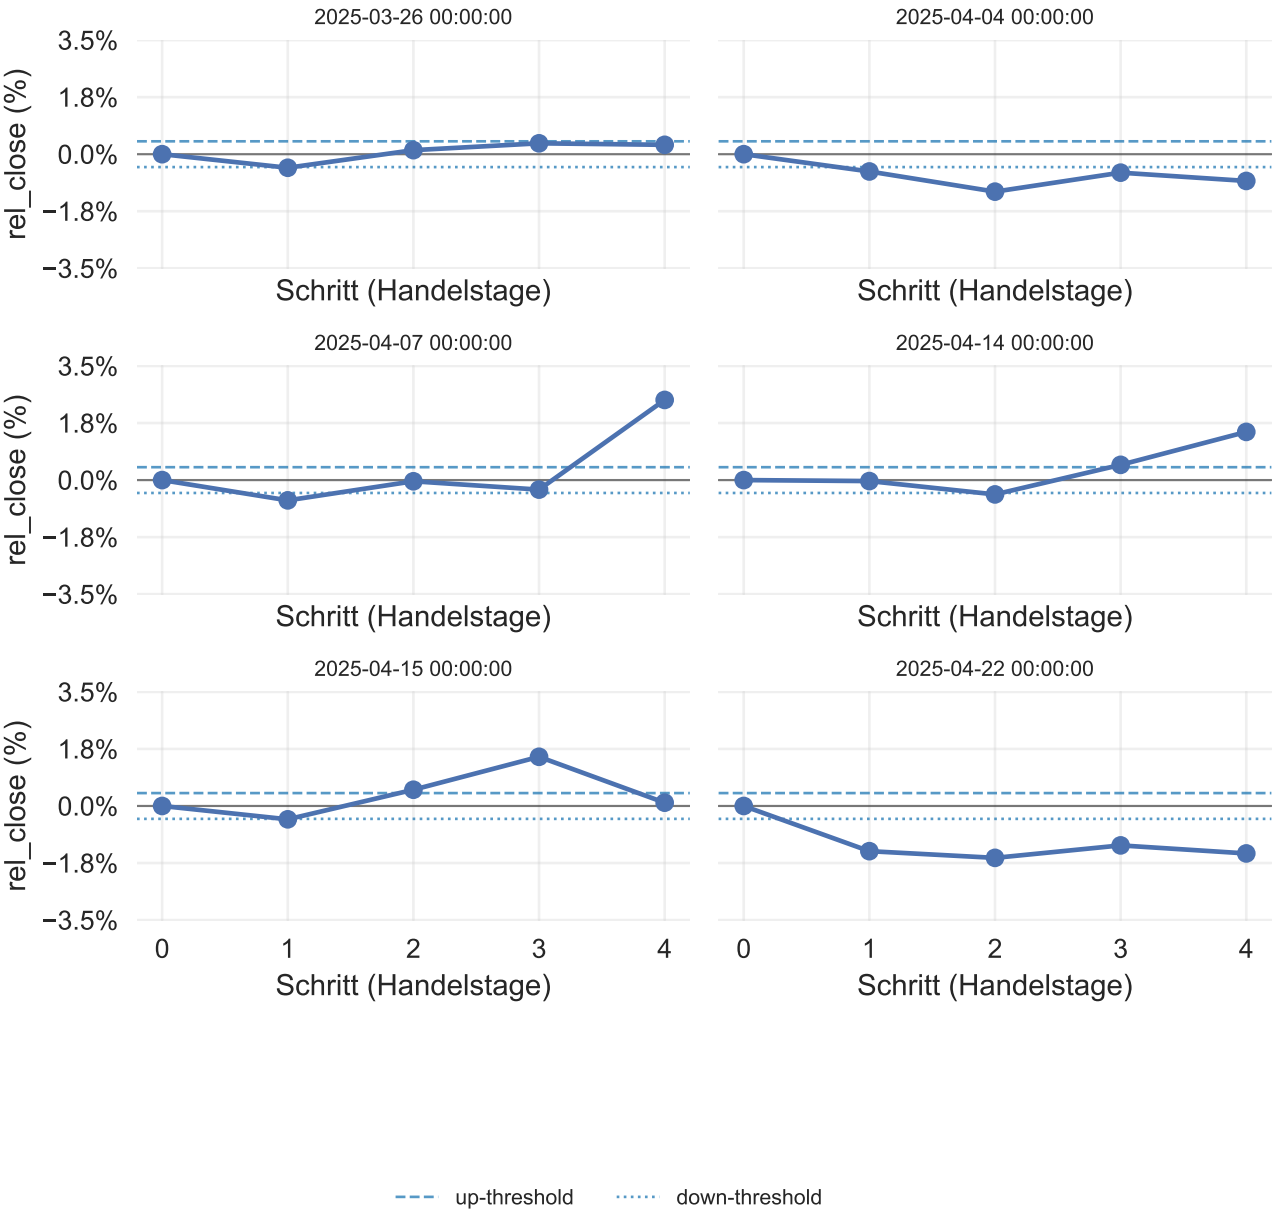 2025-03-26 00:00:00
2025-04-04 00:00:00
3.5%
1.8%
0.0%
−1.8%
−3.5%
rel_close (%)
Schritt (Handelstage)
Schritt (Handelstage)
2025-04-07 00:00:00
2025-04-14 00:00:00
3.5%
1.8%
0.0%
−1.8%
−3.5%
rel_close (%)
Schritt (Handelstage)
Schritt (Handelstage)
2025-04-15 00:00:00
2025-04-22 00:00:00
3.5%
1.8%
0.0%
−1.8%
−3.5%
rel_close (%)
0 1 2 3 4
0 1 2 3 4
Schritt (Handelstage)
Schritt (Handelstage)
up-threshold
down-threshold